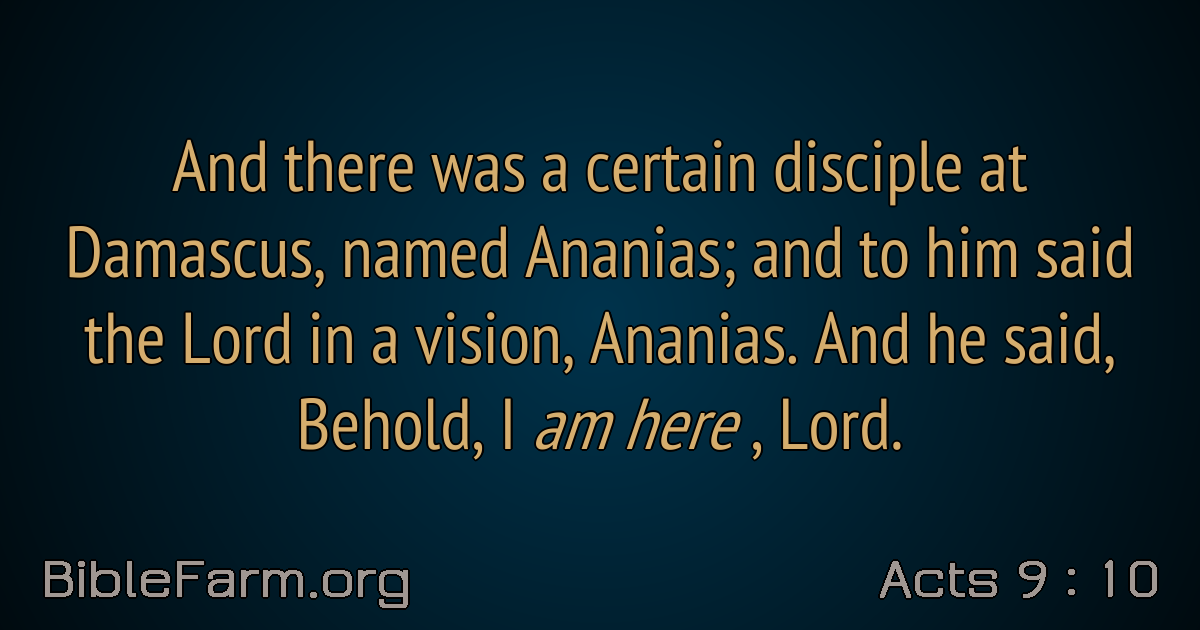 And there was a certain disciple at
Damascus, named Ananias; and to him said
the Lord in a vision, Ananias. And he said,
Behold, I am here , Lord.
BibleFarm.org
Acts 9 : 10